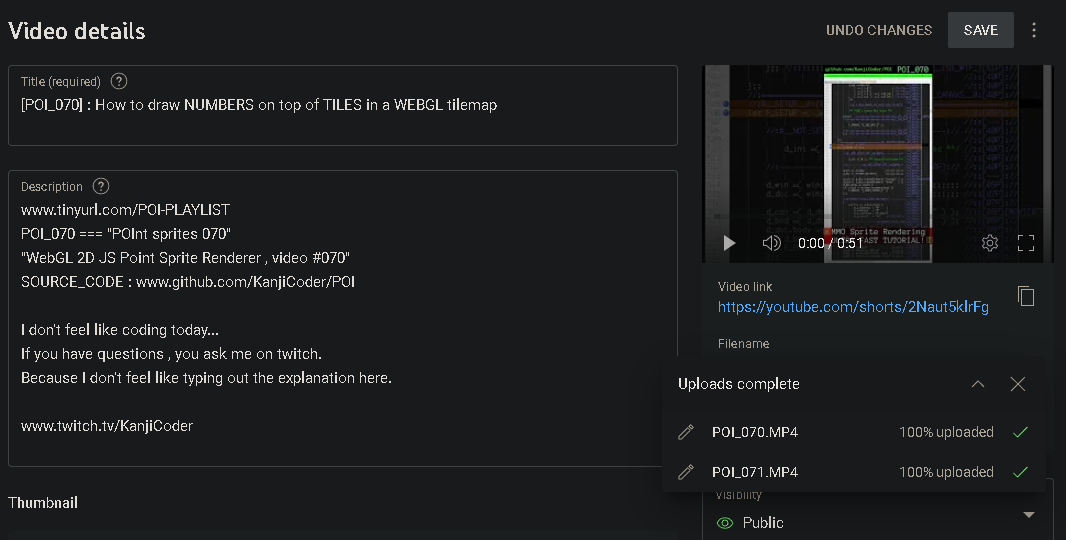 Video details
UNDO CHANGES
SAVE
Title (required)
[POI_070] : How to draw NUMBERS on top of TILES in a WEBGL tilemap
Description
www.tinyurl.com/POI-PLAYLIST
POI_070 === "POInt sprites 070"
"WebGL 2D JS Point Sprite Renderer , video #070"
SOURCE_CODE : www.github.com/KanjiCoder/POI
I don't feel like coding today...
If you have questions , you ask me on twitch.
Because I don't feel like typing out the explanation here.
www.twitch.tv/KanjiCoder
Thumbnail
github.com/KanjiCoder/POI POI_070
MMO Sprite Rendering
FAST TUTORIAL!
0:00 / 0:51
Video link
https://youtube.com/shorts/2Naut5klrFg
Filename
Uploads complete
POI_070.MP4 100% uploaded
POI_071.MP4 100% uploaded
Visibility
Public